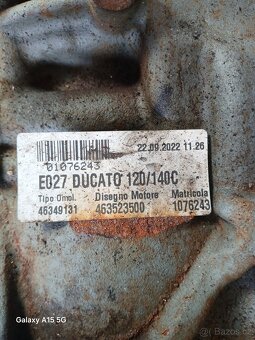 22.09.2022 11.26
01076243
E027 DUCATO 120/140C
Tipo Omol. Disegno Motore Matricola
46349131 463523500 1076243
Galaxy A15 5G